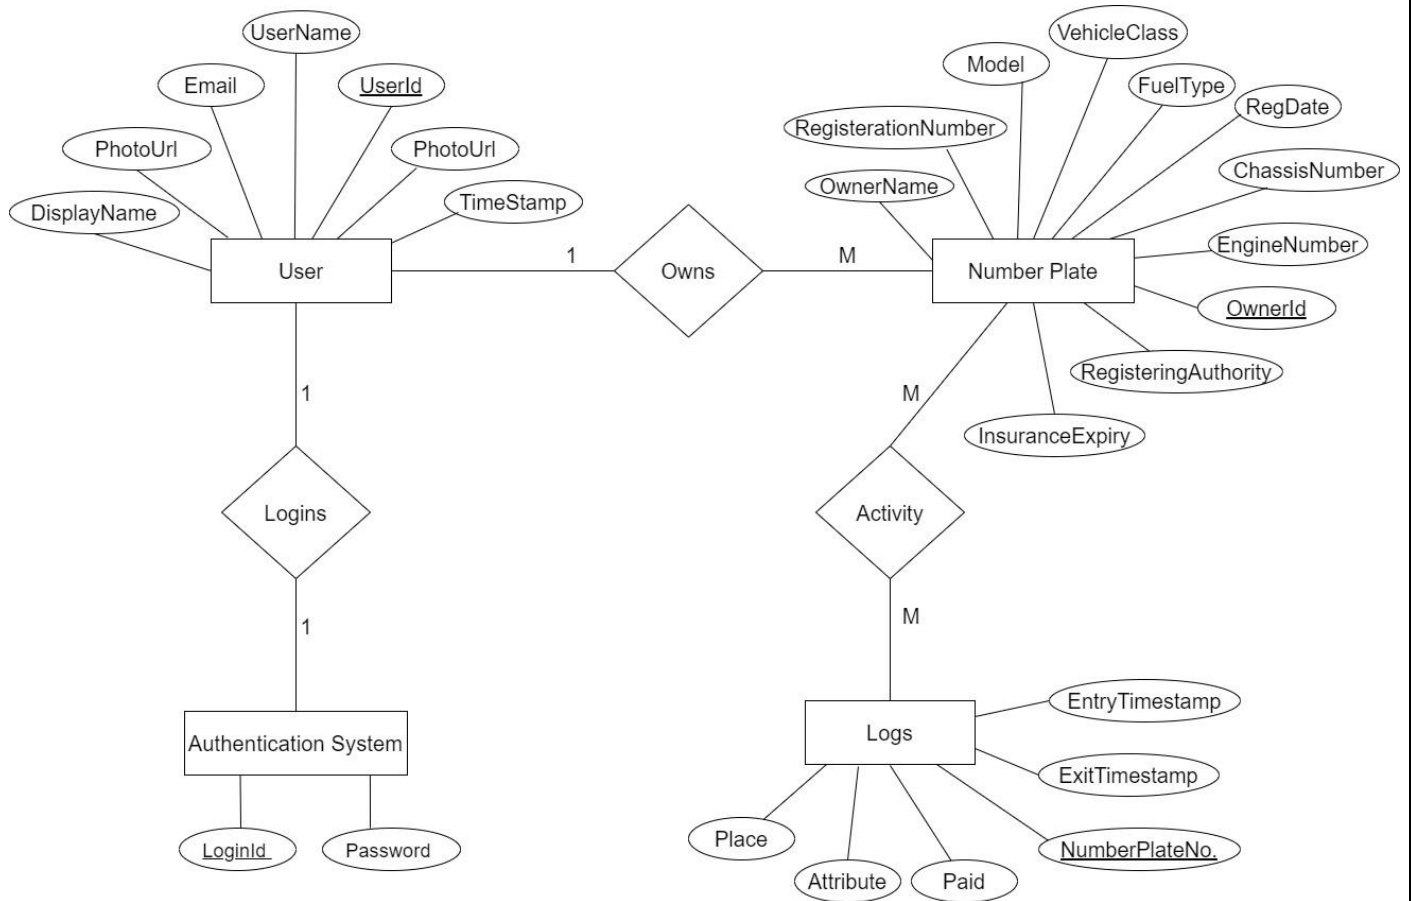 UserName
Email
UserId
PhotoUrl
PhotoUrl
DisplayName
TimeStamp
User
1
Owns
M
VehicleClass
Model
FuelType
RegDate
RegisterationNumber
ChassisNumber
OwnerName
EngineNumber
Number Plate
OwnerId
RegisteringAuthority
InsuranceExpiry
1
Logins
1
Authentication System
LoginId
Password
M
Activity
M
Logs
EntryTimestamp
ExitTimestamp
Place
NumberPlateNo.
Attribute
Paid